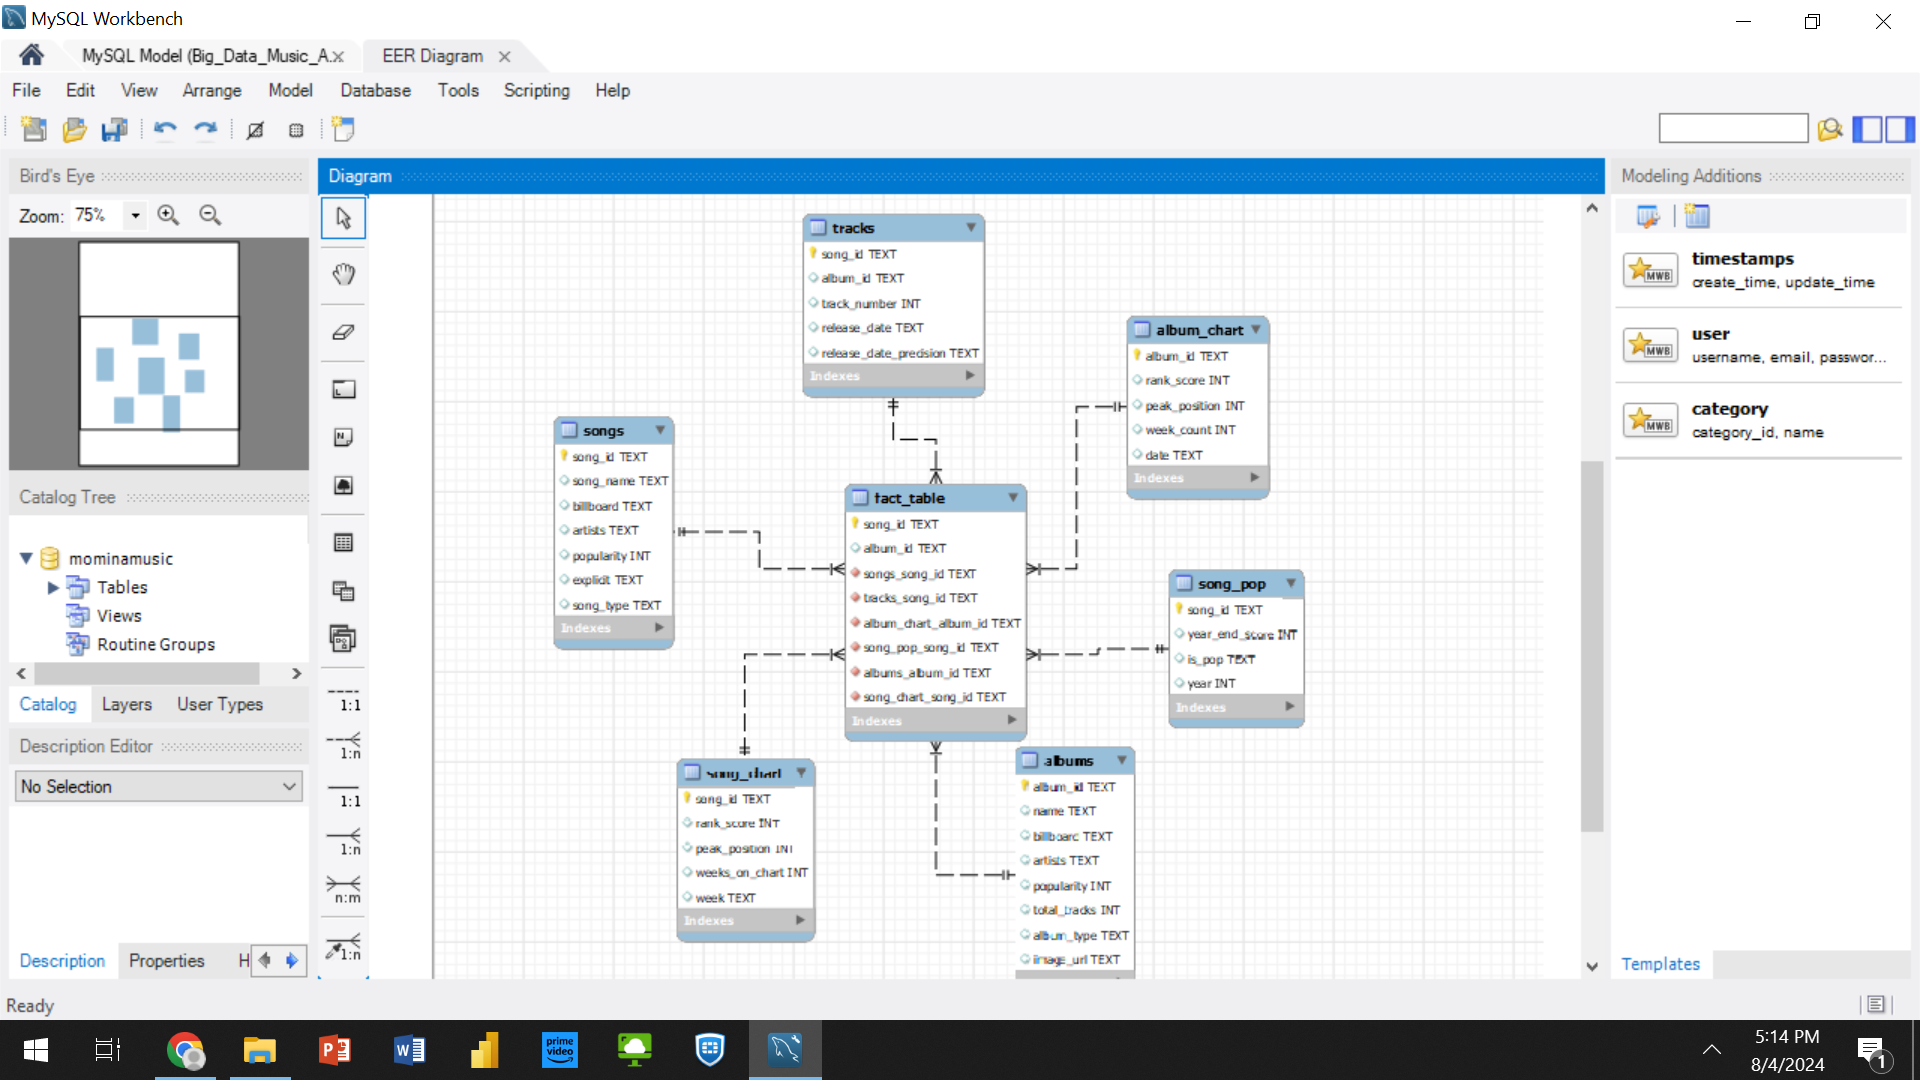 MySQL Workbench
MySQL Model (Big_Data_Music_A.x
EER Diagram
File Edit View Arrange Model Database Tools Scripting Help
Bird's Eye
Zoom: 75%
Catalog Tree
mominamusic
Tables
Views
Routine Groups
Catalog Layers User Types
Description Editor
No Selection
Description Properties H
Ready
Diagram
1:1
1:n
1:1
1:n
n:m
1:n
tracks
song_id TEXT
album_id TEXT
track_number INT
release_date TEXT
release_date_precision TEXT
Indexes
album_chart
album_id TEXT
rank_score INT
peak_position INT
week_count INT
date TEXT
Indexes
songs
song_id TEXT
song_name TEXT
billboard TEXT
artists TEXT
popularity INT
explicit TEXT
song_type TEXT
Indexes
fact_table
song_id TEXT
album_id TEXT
songs_song_id TEXT
tracks_song_id TEXT
album_chart_album_id TEXT
song_pop_song_id TEXT
albums_album_id TEXT
song_chart_song_id TEXT
Indexes
song_pop
song_id TEXT
year_end_score INT
is_pop TEXT
year INT
Indexes
song_chart
song_id TEXT
rank_score INT
peak_position INT
weeks_on_chart INT
week TEXT
Indexes
albums
album_id TEXT
name TEXT
billboard TEXT
artists TEXT
popularity INT
total_tracks INT
album_type TEXT
image_url TEXT
Modeling Additions
MWB
timestamps
create_time, update_time
MWB
user
username, email, passwor...
MWB
category
category_id, name
Templates
prime
video
5:14 PM
8/4/2024
1